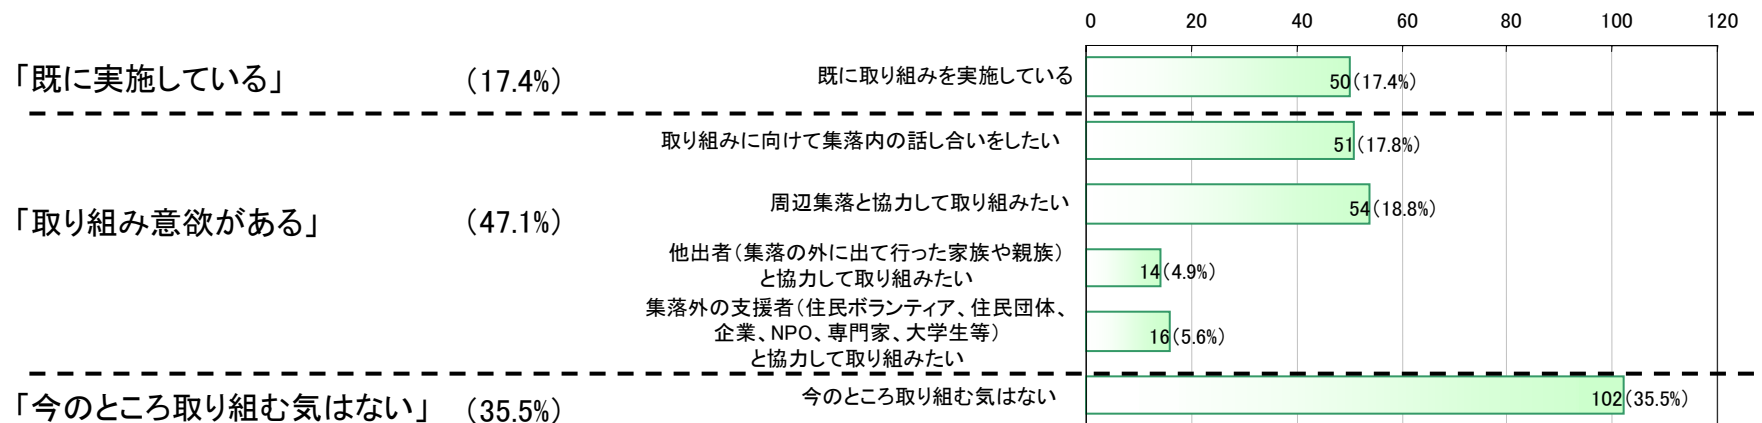 0 20 40 60 80 100 120
「既に実施している」 （17.4%） 既に取り組みを実施している 50（17.4%）
取り組みに向けて集落内の話し合いをしたい 51（17.8%）
「取り組み意欲がある」 （47.1%） 周辺集落と協力して取り組みたい 54（18.8%）
他出者（集落の外に出て行った家族や親族）
と協力して取り組みたい 14（4.9%）
集落外の支援者（住民ボランティア、住民団体、
企業、NPO、専門家、大学生等） 16（5.6%）
と協力して取り組みたい
「今のところ取り組む気はない」 （35.5%） 今のところ取り組む気はない 102（35.5%）